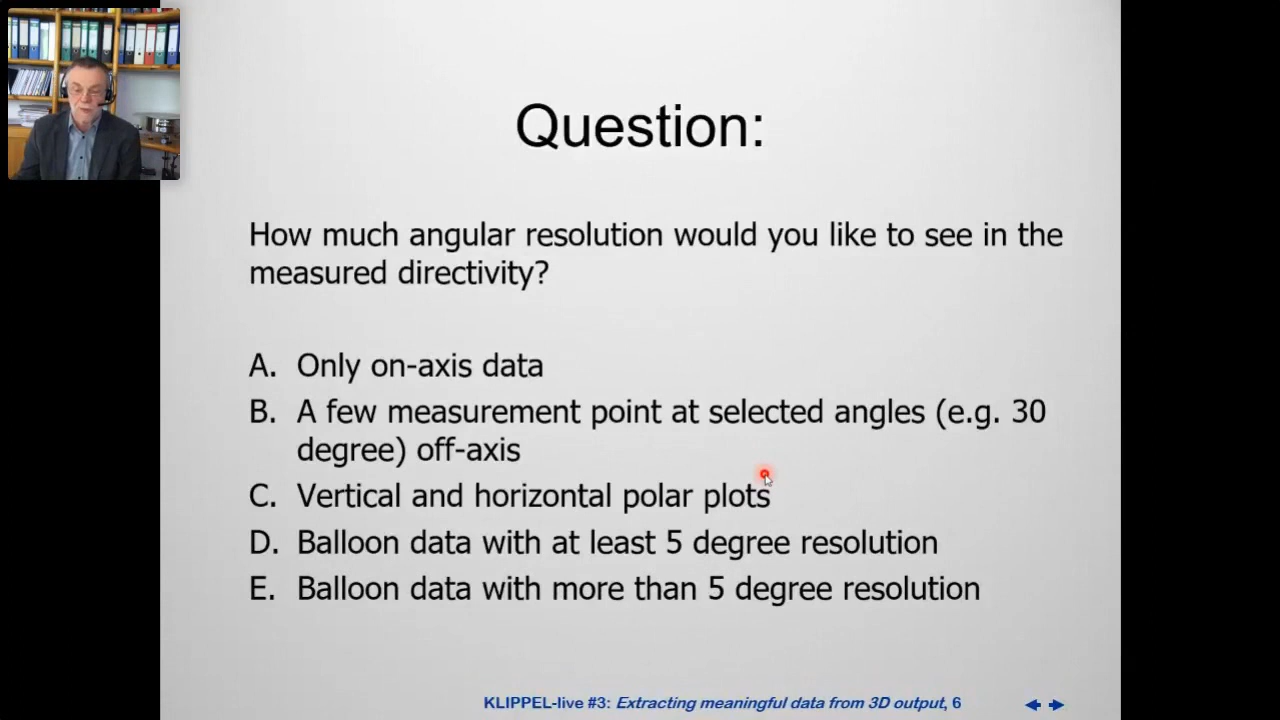 Question:
How much angular resolution would you like to see in the
measured directivity?
A. Only on-axis data
B. A few measurement point at selected angles (e.g. 30
degree) off-axis
C. Vertical and horizontal polar plots
D. Balloon data with at least 5 degree resolution
E. Balloon data with more than 5 degree resolution
KLIPPEL-live #3: Extracting meaningful data from 3D output, 6